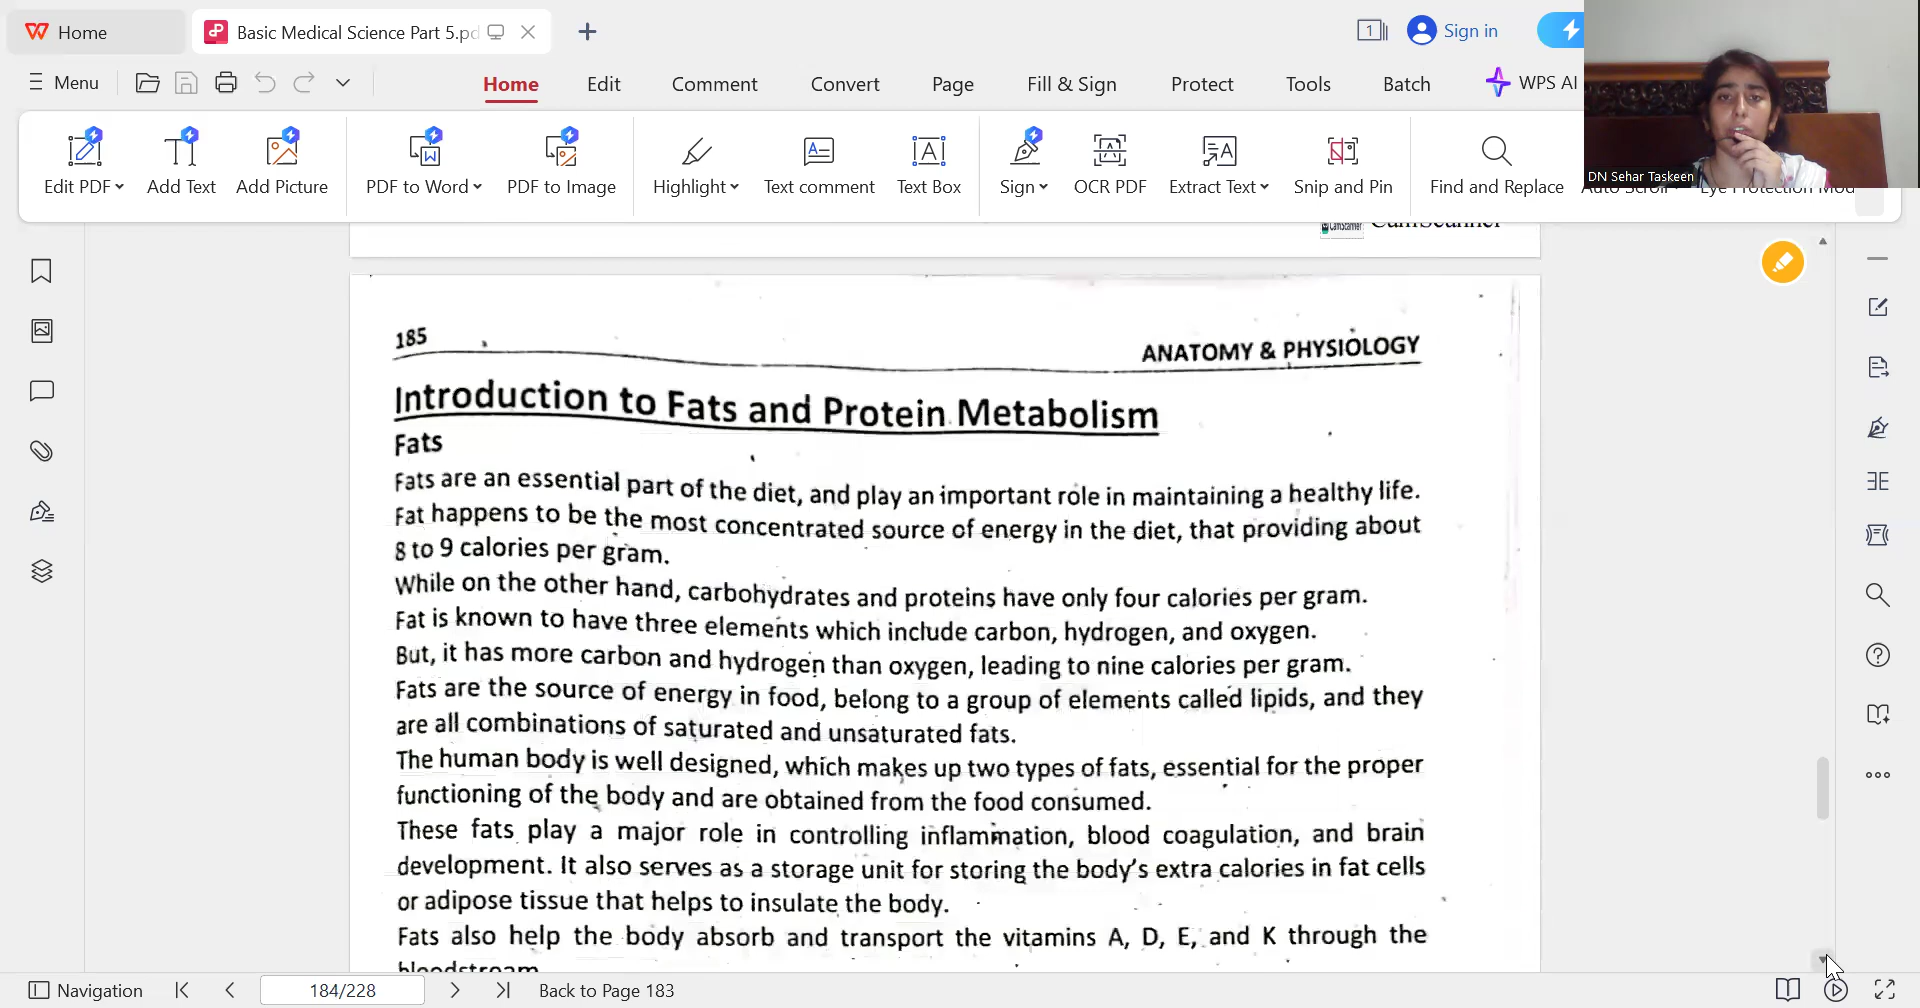 Home
Basic Medical Science Part 5.pd
1
Sign in
Menu
Home Edit Comment Convert Page Fill & Sign Protect Tools Batch WPS AI
Edit PDF Add Text Add Picture PDF to Word PDF to Image Highlight Text comment Text Box Sign OCR PDF Extract Text Snip and Pin Find and Replace Auto Scroll Eye Protection Mod
DN Sehar Taskeen
CamScanner CamScanner
185
ANATOMY & PHYSIOLOGY
Introduction to Fats and Protein Metabolism
Fats
Fats are an essential part of the diet, and play an important role in maintaining a healthy life.
Fat happens to be the most concentrated source of energy in the diet, that providing about
8 to 9 calories per gram.
While on the other hand, carbohydrates and proteins have only four calories per gram.
Fat is known to have three elements which include carbon, hydrogen, and oxygen.
But, it has more carbon and hydrogen than oxygen, leading to nine calories per gram.
Fats are the source of energy in food, belong to a group of elements called lipids, and they
are all combinations of saturated and unsaturated fats.
The human body is well designed, which makes up two types of fats, essential for the proper
functioning of the body and are obtained from the food consumed.
These fats play a major role in controlling inflammation, blood coagulation, and brain
development. It also serves as a storage unit for storing the body's extra calories in fat cells
or adipose tissue that helps to insulate the body.
Fats also help the body absorb and transport the vitamins A, D, E, and K through the
bloodstream.
Navigation 184/228 Back to Page 183